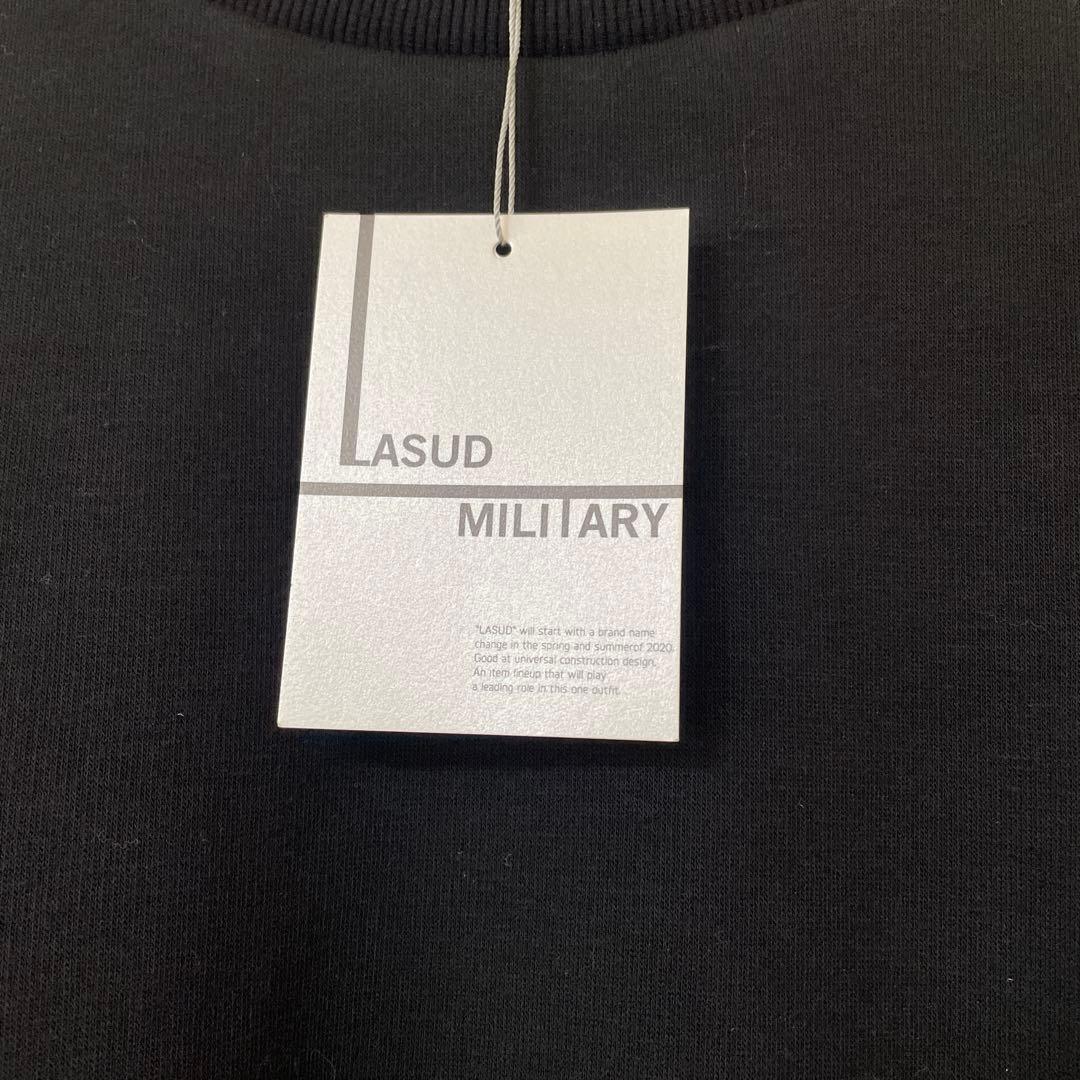 LASUD
MILITARY
"LASUD" will start with a brand name
change in the spring and summerof 2020.
Good at universal construction design.
An item lineup that will play
a leading role in this one outfit.